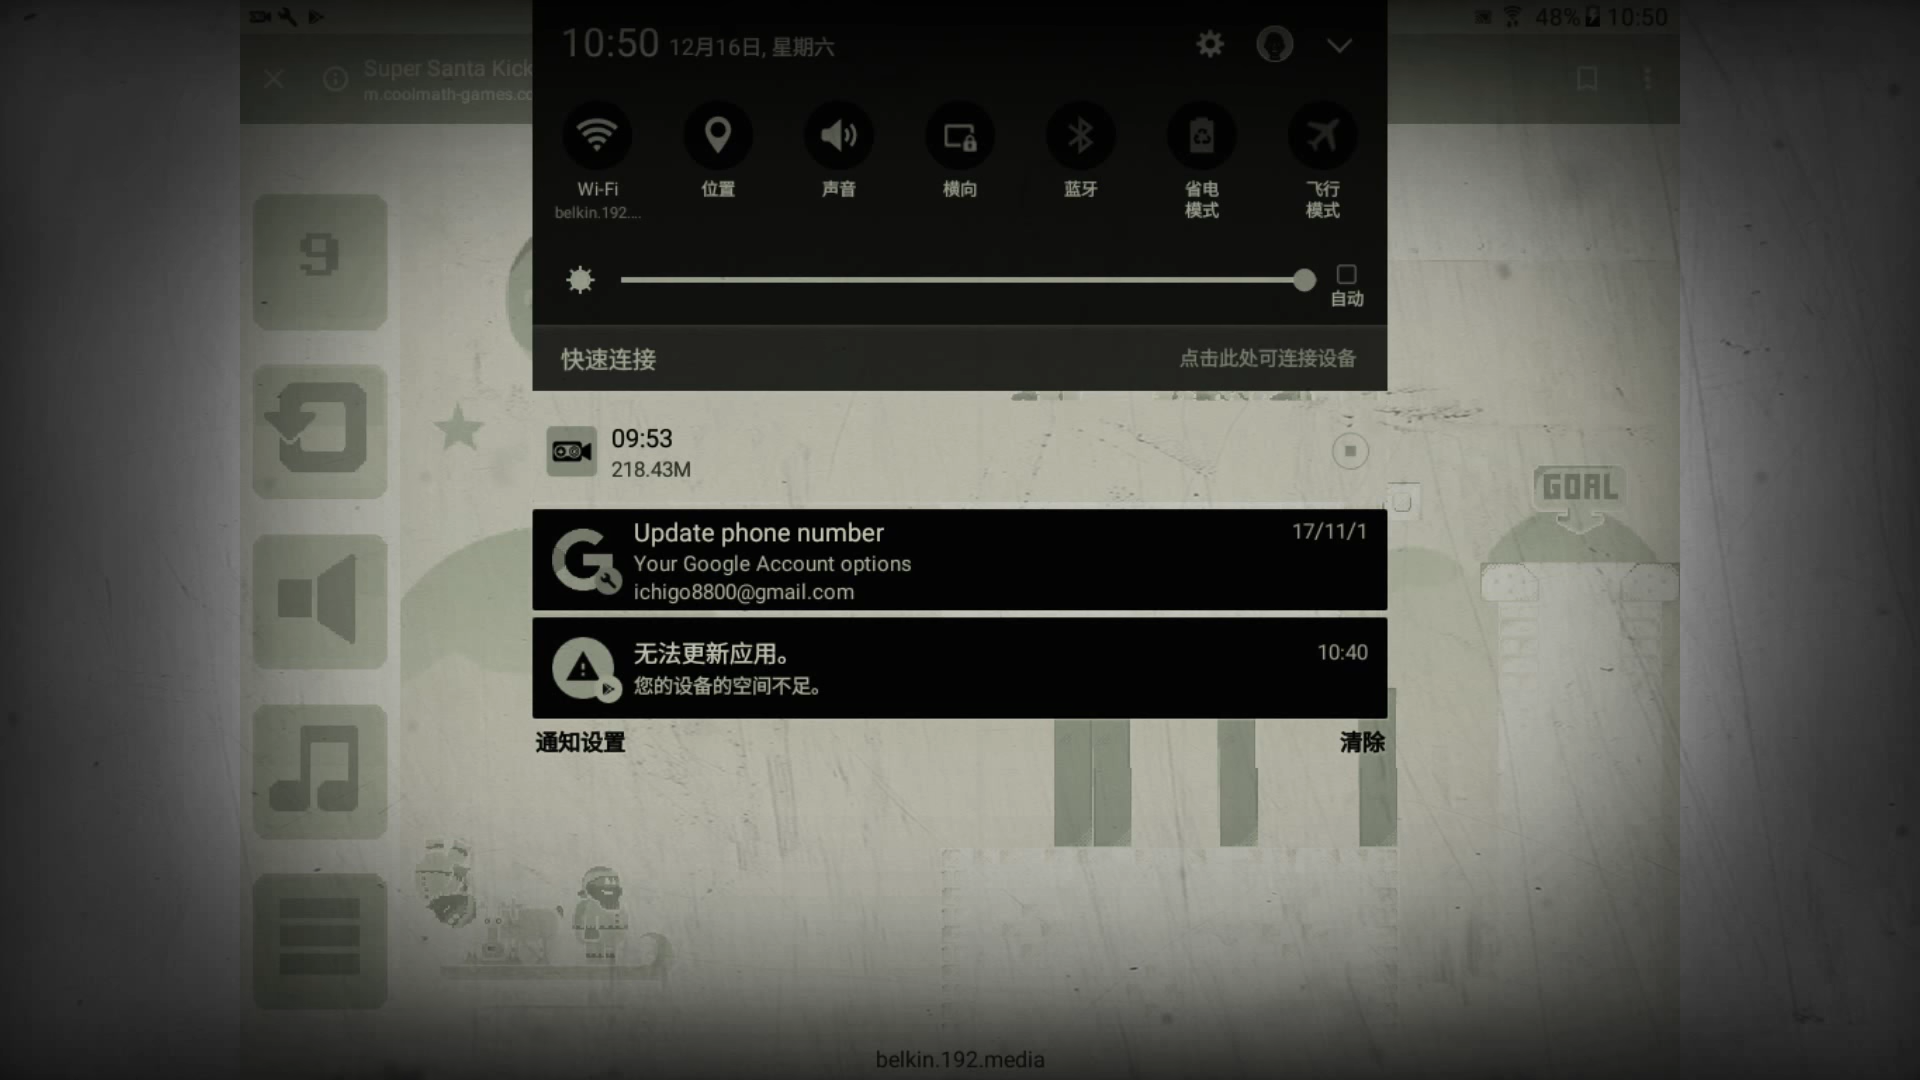 48% 10:50
10:50 12月16日, 星期六
Super Santa Kick
m.coolmath-games.co
Wi-Fi
belkin.192....
位置
声音
横向
蓝牙
省电
模式
飞行
模式
自动
快速连接
点击此处可连接设备
9
09:53
218.43M
GOAL
Update phone number
17/11/1
Your Google Account options
ichigo8800@gmail.com
无法更新应用。
10:40
您的设备的空间不足。
通知设置
清除
belkin.192.media